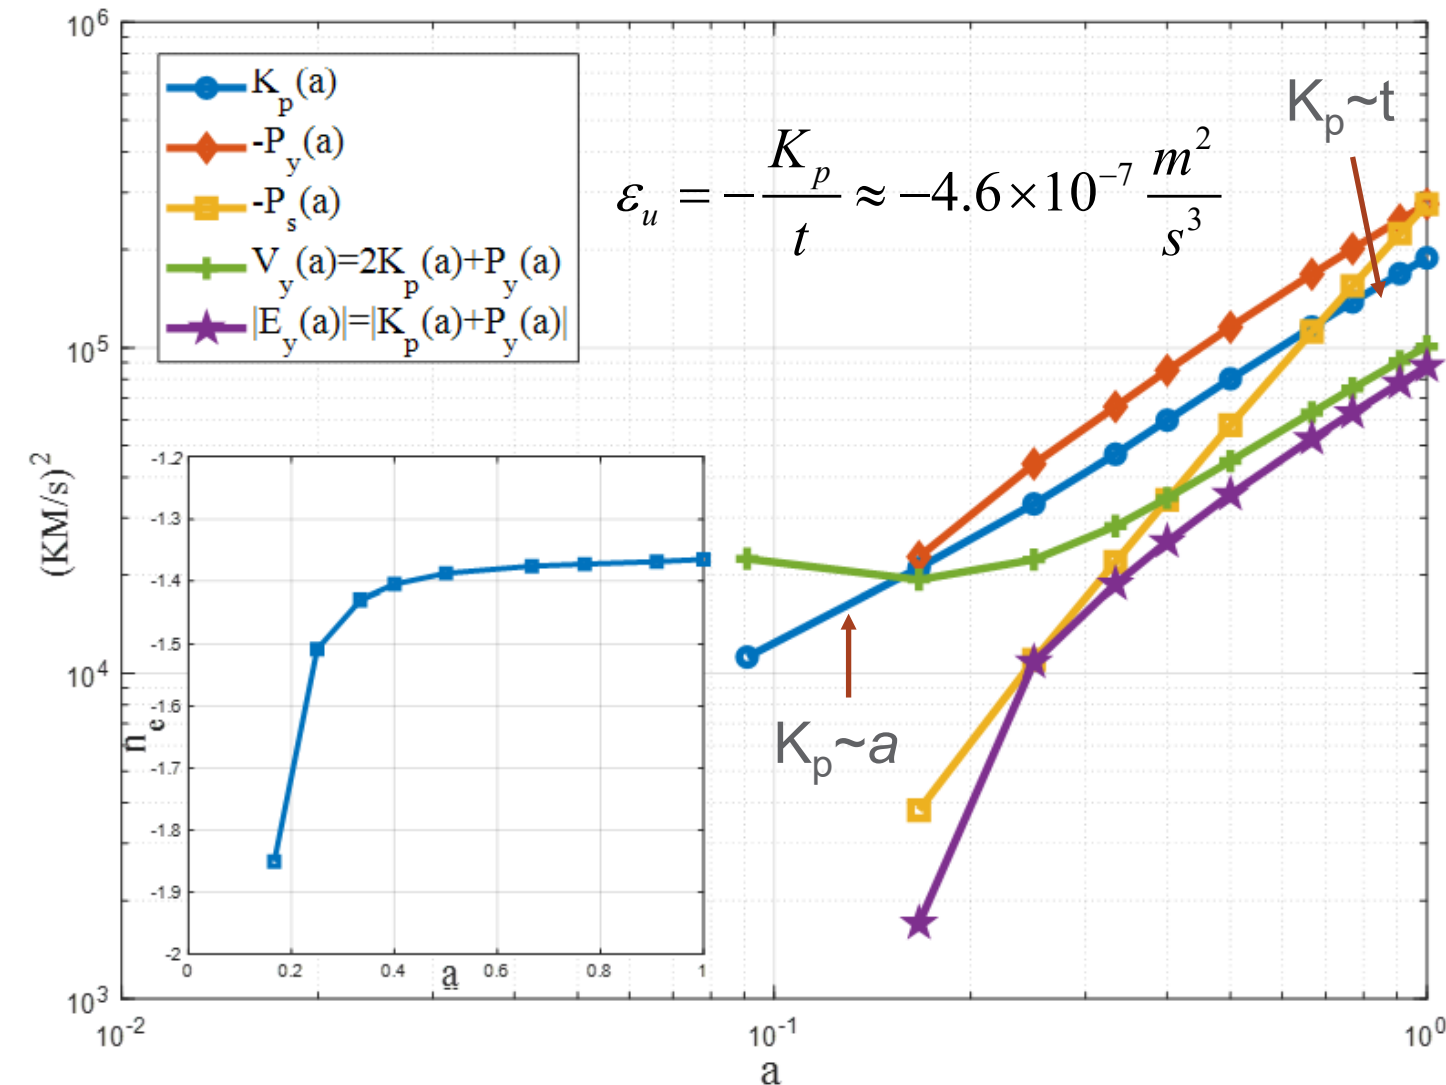 10^6
10^5
10^4
10^3
(KM/s)^2
K_p(a)
-P_y(a)
-P_s(a)
V_y(a)=2K_p(a)+P_y(a)
|E_y(a)|=|K_p(a)+P_y(a)|
ε_u = -K_p/t ≈ -4.6×10^-7 m^2/s^3
K_p~t
K_p~a
-1.2
-1.3
-1.4
-1.5
-1.6
-1.7
-1.8
-1.9
-2
n_e
0 0.2 0.4 0.6 0.8 1
a
10^-2 10^-1 10^0
a